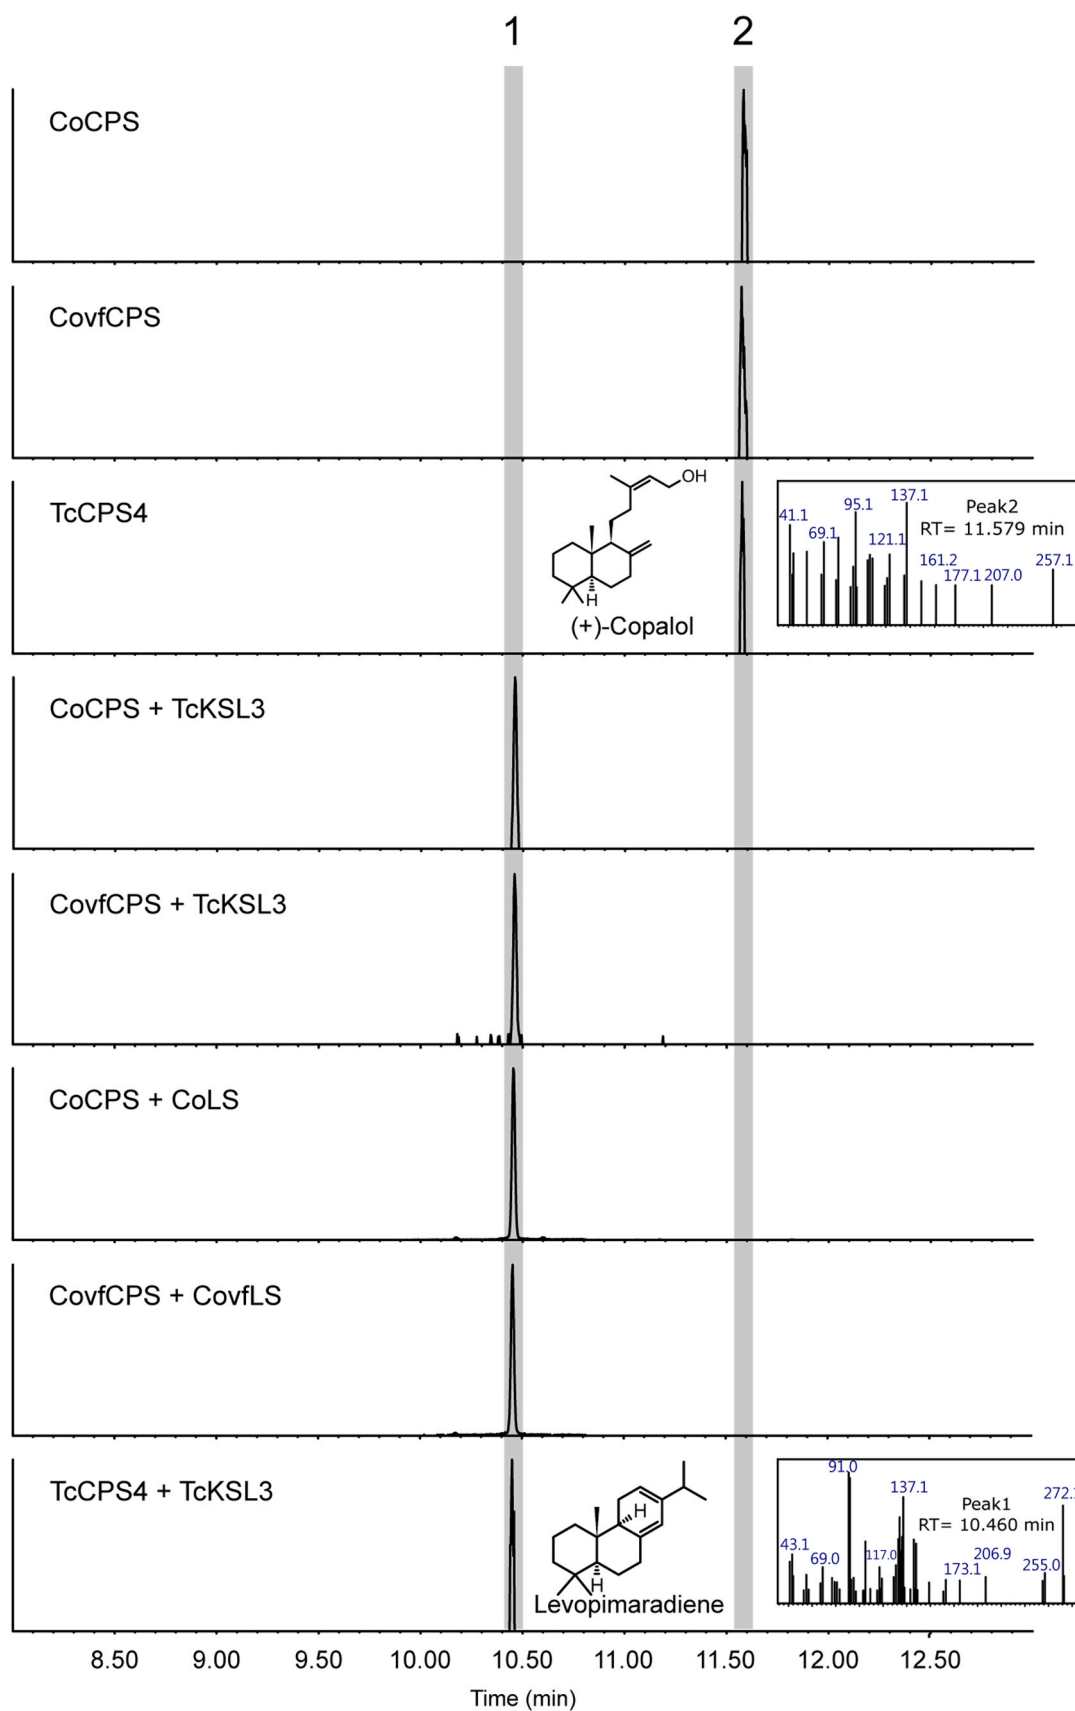 1 2
CoCPS
CovfCPS
TcCPS4
OH
H
(+)-Copalol
41.1 69.1 95.1 121.1 137.1 161.2 177.1 207.0 257.1
Peak2
RT= 11.579 min
CoCPS + TcKSL3
CovfCPS + TcKSL3
CoCPS + CoLS
CovfCPS + CovfLS
TcCPS4 + TcKSL3
H
H
Levopimaradiene
43.1 69.0 91.0 117.0 137.1 173.1 206.9 255.0
Peak1
RT= 10.460 min
8.50 9.00 9.50 10.00 10.50 11.00 11.50 12.00 12.50
Time (min)